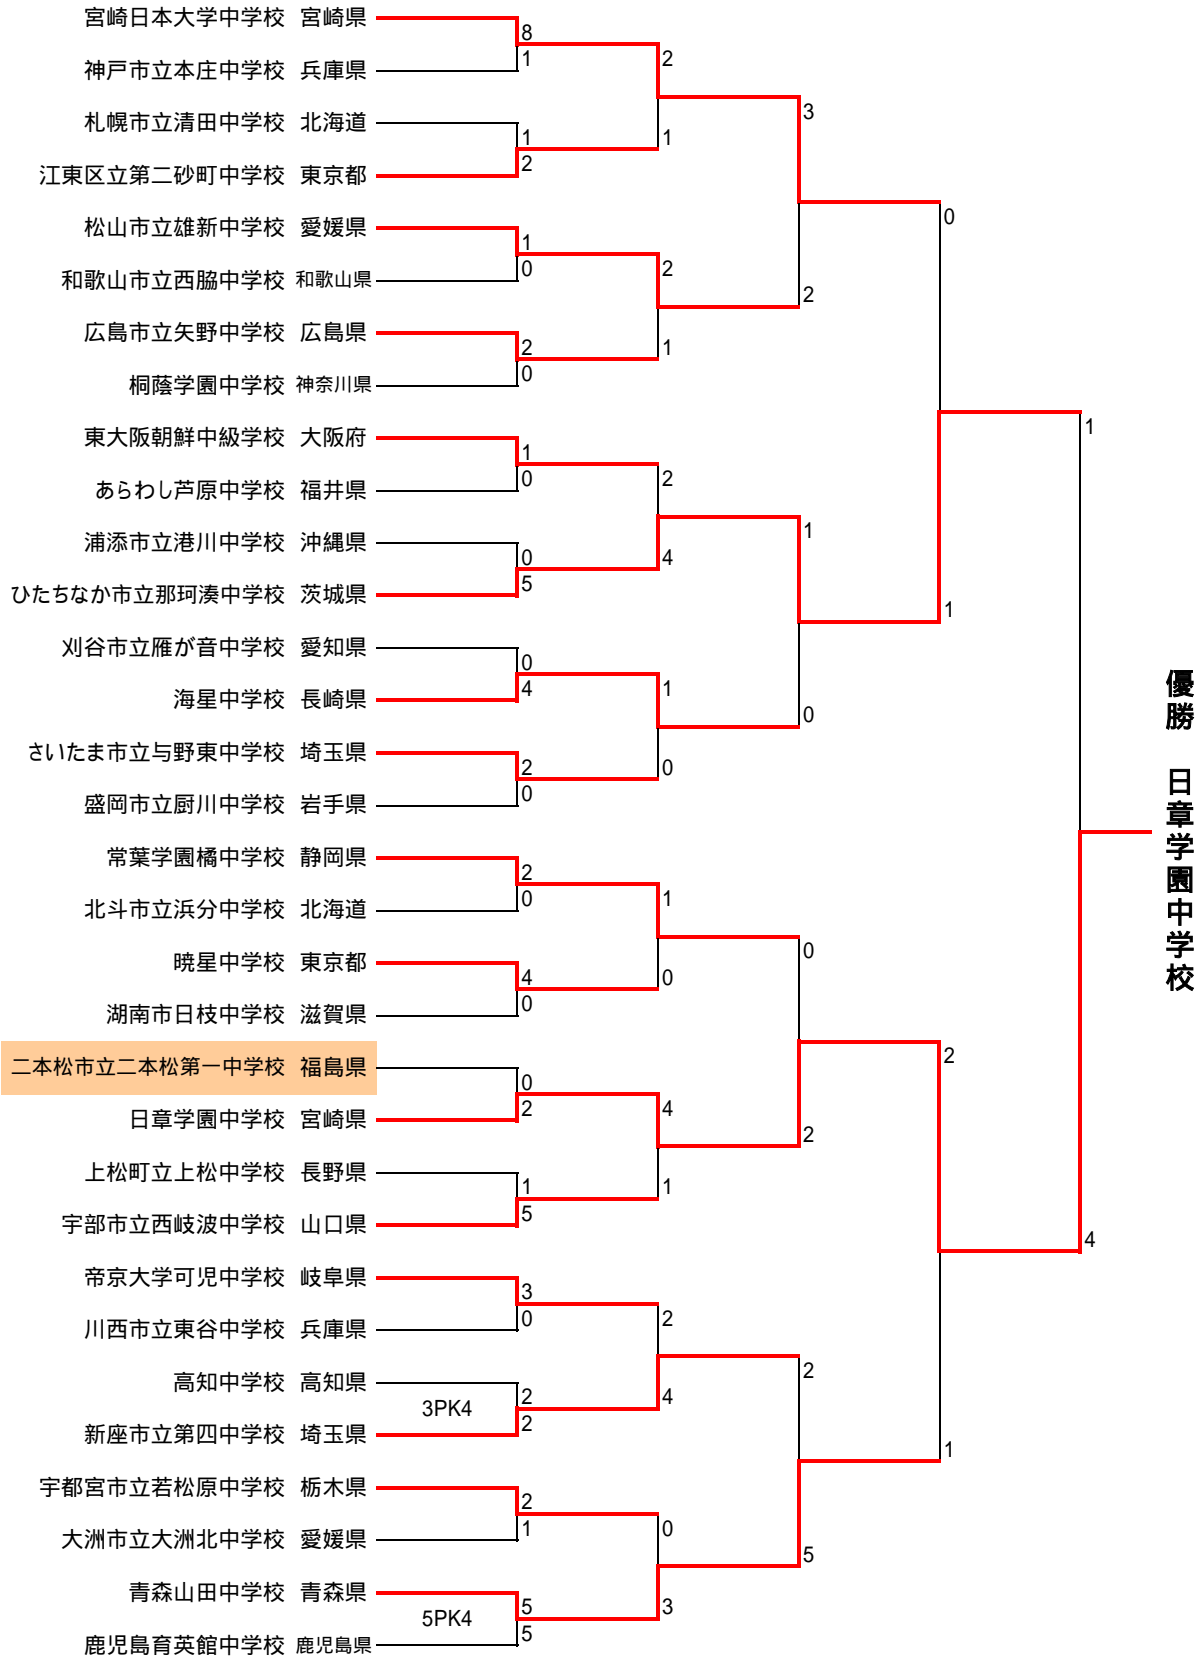 宮崎日本大学中学校 宮崎県
8
1
神戸市立本庄中学校 兵庫県
2
札幌市立清田中学校 北海道
1
2
1
江東区立第二砂町中学校 東京都
3
松山市立雄新中学校 愛媛県
1
0
和歌山市立西脇中学校 和歌山県
2
2
広島市立矢野中学校 広島県
2
0
1
桐蔭学園中学校 神奈川県
0
東大阪朝鮮中級学校 大阪府
1
0
あらわし芦原中学校 福井県
2
浦添市立港川中学校 沖縄県
0
5
4
ひたちなか市立那珂湊中学校 茨城県
1
1
刈谷市立雁が音中学校 愛知県
0
4
海星中学校 長崎県
1
0
さいたま市立与野東中学校 埼玉県
2
0
0
盛岡市立厨川中学校 岩手県
1
常葉学園橘中学校 静岡県
2
0
北斗市立浜分中学校 北海道
1
暁星中学校 東京都
4
0
0
湖南市日枝中学校 滋賀県
0
二本松市立二本松第一中学校 福島県
0
2
日章学園中学校 宮崎県
4
2
2
上松町立上松中学校 長野県
1
5
1
宇部市立西岐波中学校 山口県
4
帝京大学可児中学校 岐阜県
3
0
川西市立東谷中学校 兵庫県
2
高知中学校 高知県
3PK4
2
2
4
2
新座市立第四中学校 埼玉県
1
宇都宮市立若松原中学校 栃木県
2
1
大洲市立大洲北中学校 愛媛県
0
5
青森山田中学校 青森県
5PK4
5
5
3
鹿児島育英館中学校 鹿児島県
優勝 日章学園中学校